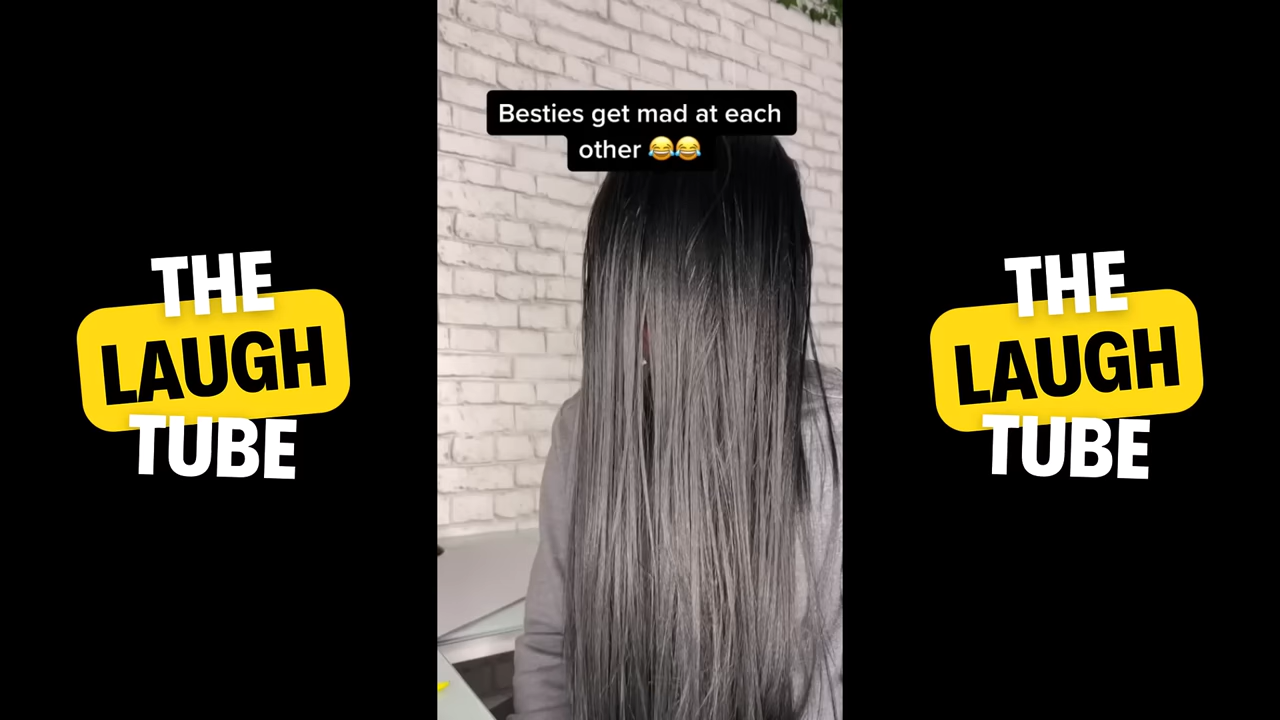 THE
LAUGH
TUBE
Besties get mad at each
other 😂😂
THE
LAUGH
TUBE